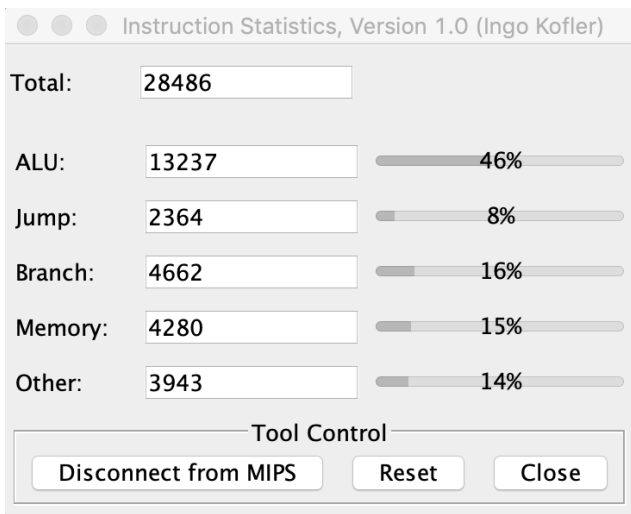 Instruction Statistics, Version 1.0 (Ingo Kofler)
Total: 28486
ALU: 13237 46%
Jump: 2364 8%
Branch: 4662 16%
Memory: 4280 15%
Other: 3943 14%
Tool Control
Disconnect from MIPS Reset Close